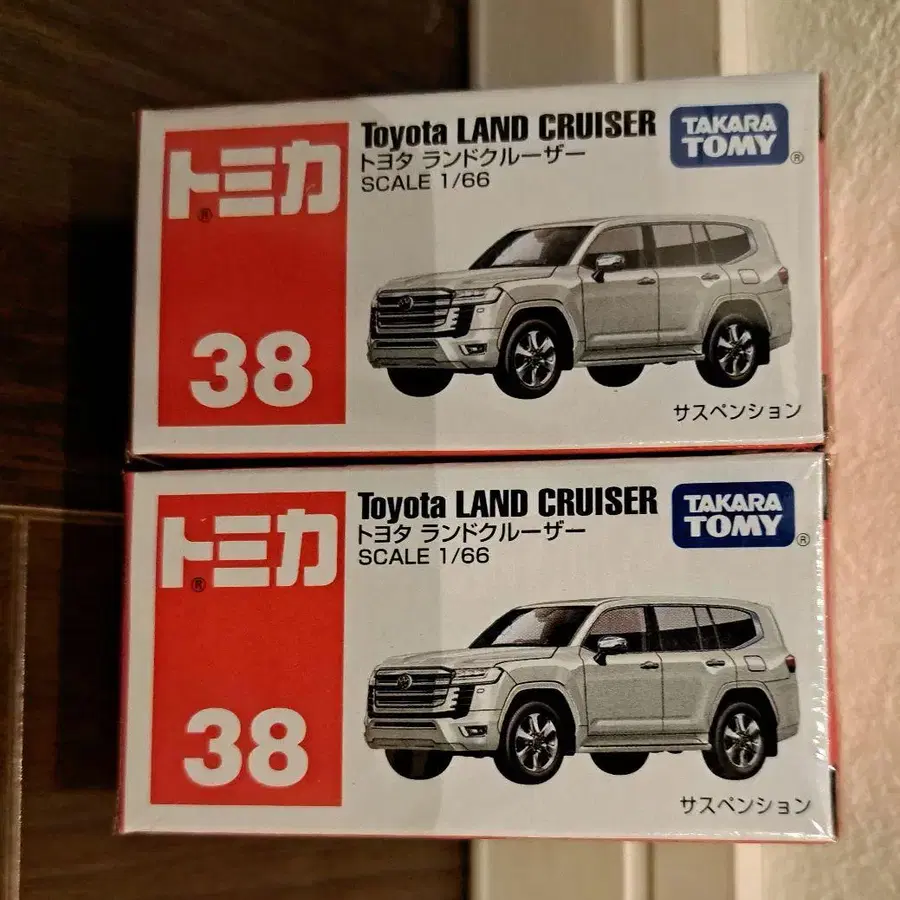 トミカ
®
38
Toyota LAND CRUISER
トヨタ ランドクルーザー
SCALE 1/66
TAKARA
TOMY
®
サスペンション
トミカ
®
38
Toyota LAND CRUISER
トヨタ ランドクルーザー
SCALE 1/66
TAKARA
TOMY
®
サスペンション